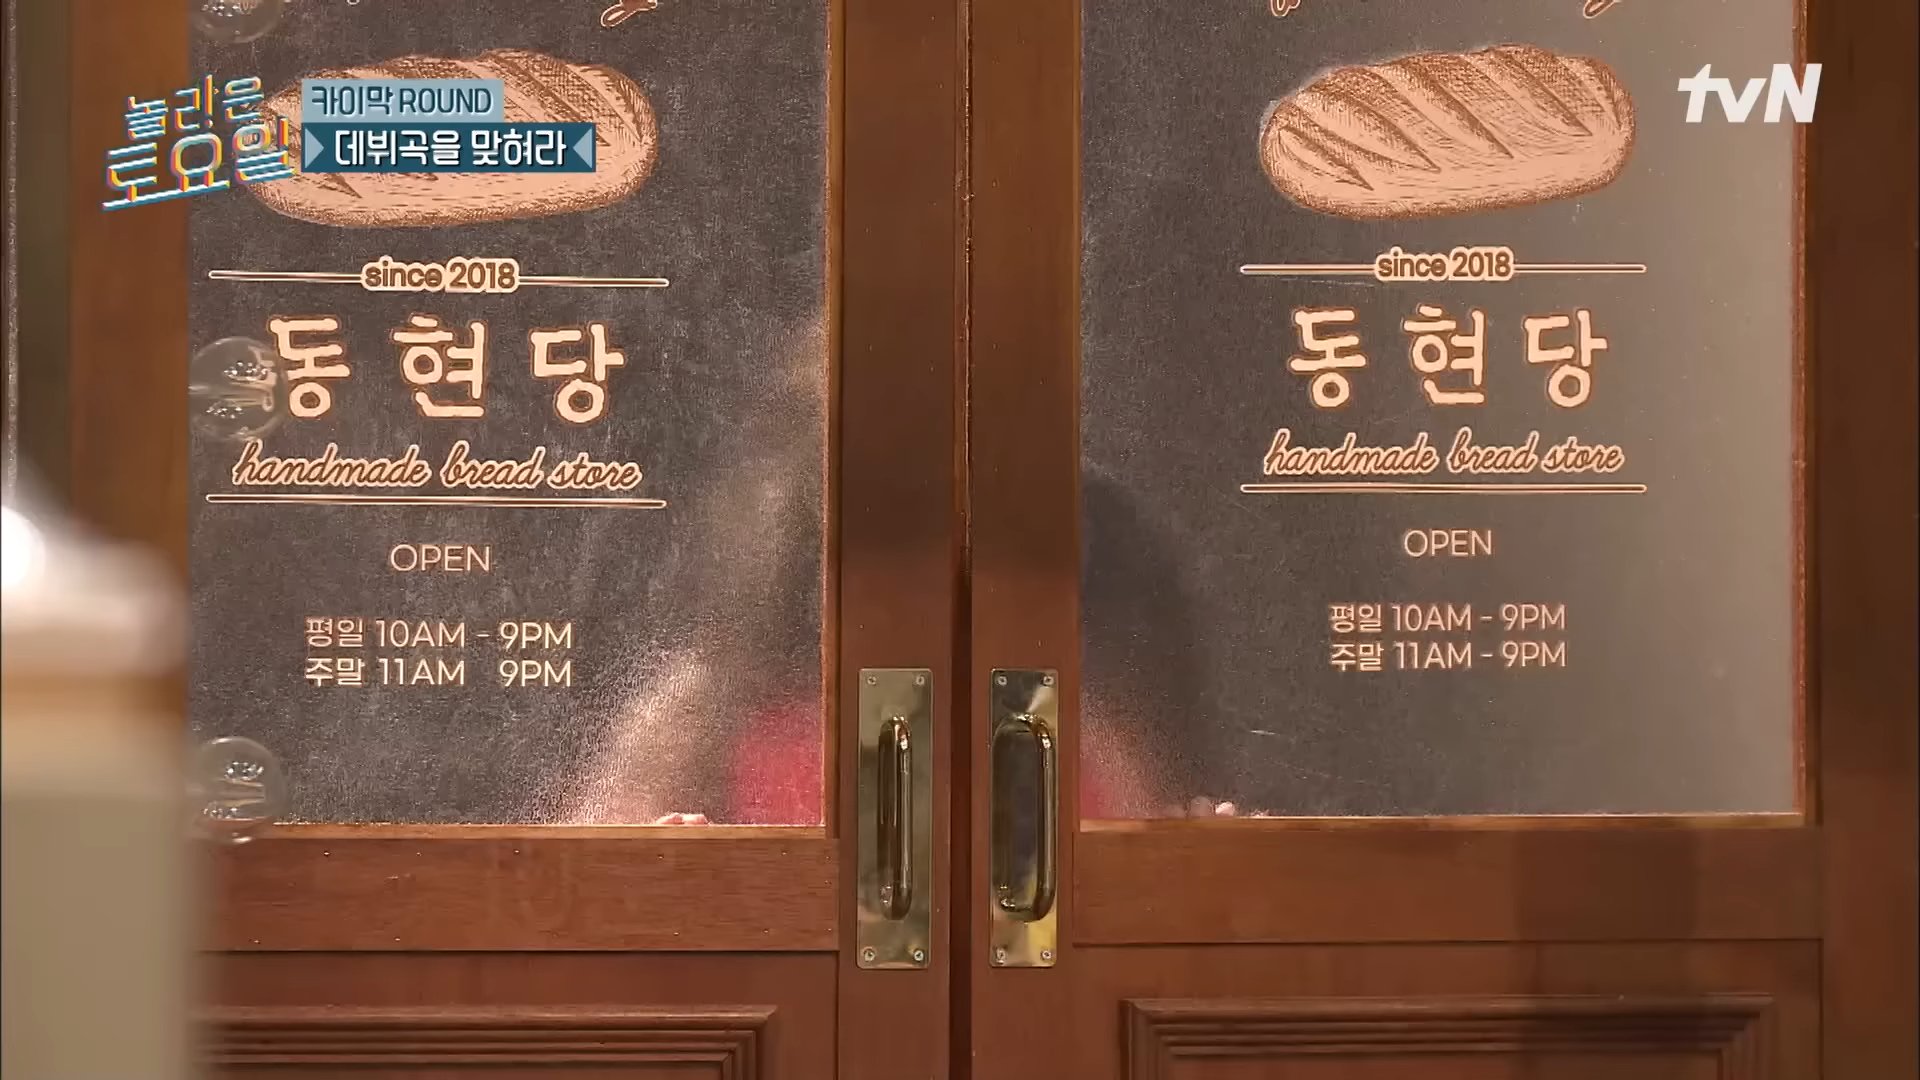 놀라운
토요일
카이막 ROUND
데뷔곡을 맞혀라
tvN
since 2018
동현당
handmade bread store
OPEN
평일 10AM - 9PM
주말 11AM 9PM
since 2018
동현당
handmade bread store
OPEN
평일 10AM - 9PM
주말 11AM - 9PM